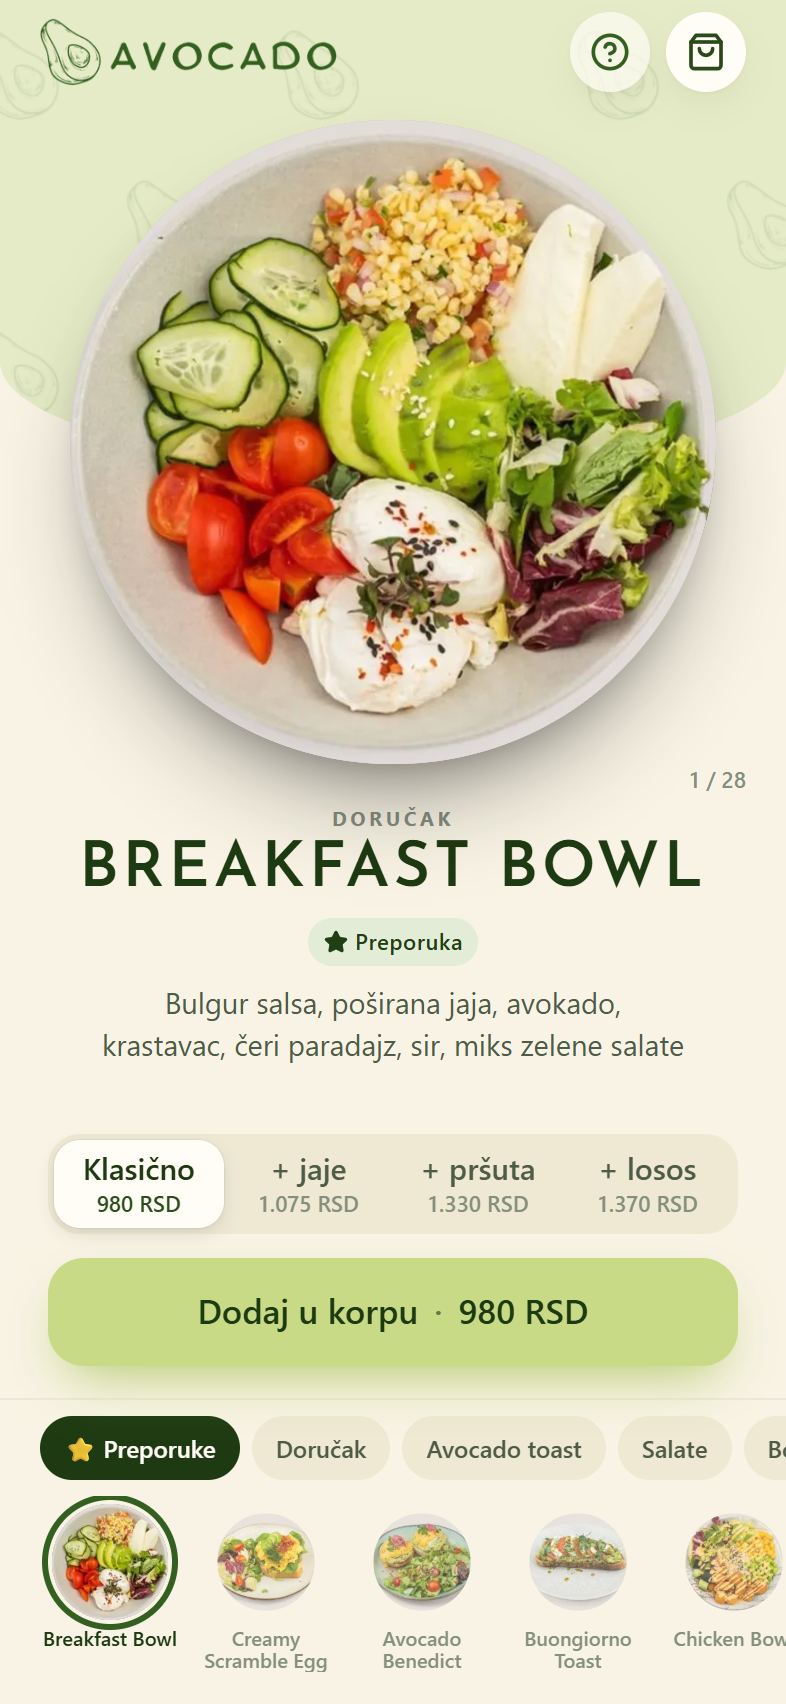 AVOCADO
1 / 28
DORUČAK
BREAKFAST BOWL
Preporuka
Bulgur salsa, poširana jaja, avokado,
krastavac, čeri paradajz, sir, miks zelene salate
Klasično
980 RSD
+ jaje
1.075 RSD
+ pršuta
1.330 RSD
+ losos
1.370 RSD
Dodaj u korpu · 980 RSD
Preporuke
Doručak
Avocado toast
Salate
Breakfast Bowl
Creamy
Scramble Egg
Avocado
Benedict
Buongiorno
Toast
Chicken Bow